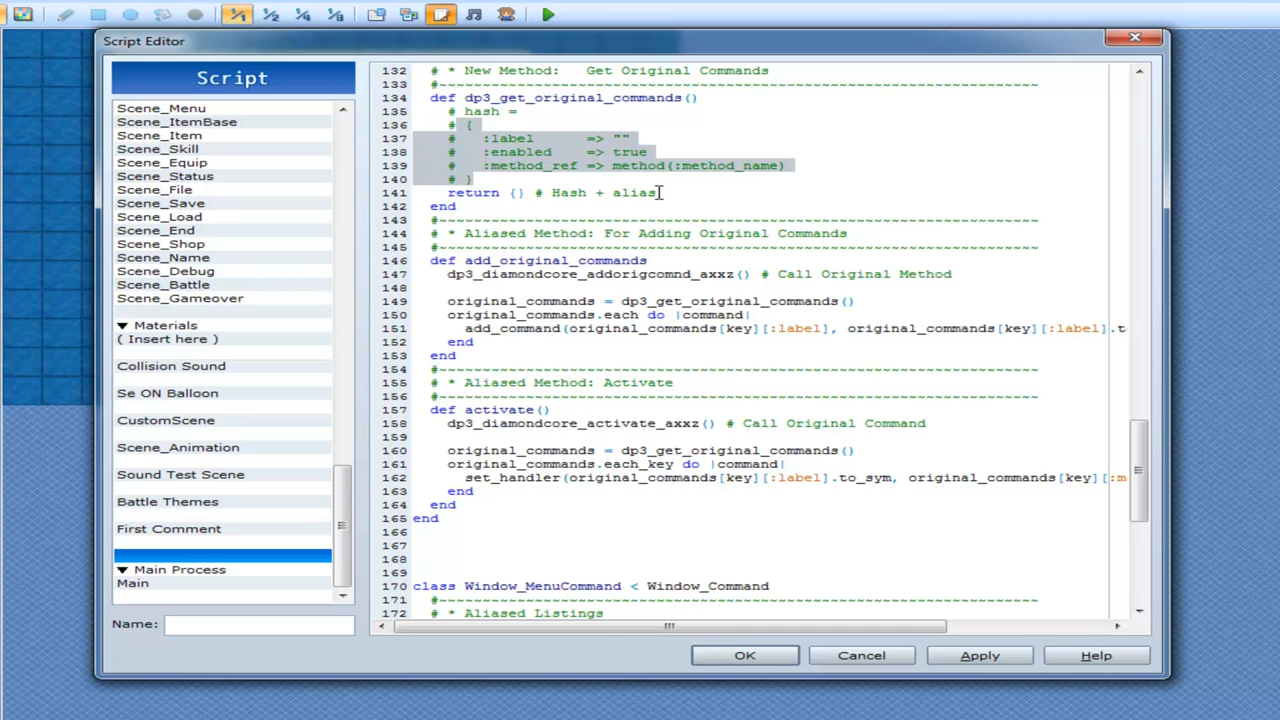 1/1 1/2 1/4 1/8
Script Editor
Script
Scene_Menu
Scene_ItemBase
Scene_Item
Scene_Skill
Scene_Equip
Scene_Status
Scene_File
Scene_Save
Scene_Load
Scene_End
Scene_Shop
Scene_Name
Scene_Debug
Scene_Battle
Scene_Gameover
▼ Materials
( Insert here )
Collision Sound
Se ON Balloon
CustomScene
Scene_Animation
Sound Test Scene
Battle Themes
First Comment
▼ Main Process
Main
Name:
132 # * New Method:   Get Original Commands
133 #----------------------------------------------------------------------
134 def dp3_get_original_commands()
135 # hash =
136 # {
137 #   :label      => ""
138 #   :enabled    => true
139 #   :method_ref => method(:method_name)
140 # }
141 return {} # Hash + alias
142 end
143 #----------------------------------------------------------------------
144 # * Aliased Method: For Adding Original Commands
145 #----------------------------------------------------------------------
146 def add_original_commands
147 dp3_diamondcore_addorigcomnd_axxz() # Call Original Method
148
149 original_commands = dp3_get_original_commands()
150 original_commands.each do |command|
151 add_command(original_commands[key][:label], original_commands[key][:label].t
152 end
153 end
154 #----------------------------------------------------------------------
155 # * Aliased Method: Activate
156 #----------------------------------------------------------------------
157 def activate()
158 dp3_diamondcore_activate_axxz() # Call Original Command
159
160 original_commands = dp3_get_original_commands()
161 original_commands.each_key do |command|
162 set_handler(original_commands[key][:label].to_sym, original_commands[key][:m
163 end
164 end
165 end
166
167
168
169
170 class Window_MenuCommand < Window_Command
171 #----------------------------------------------------------------------
172 # * Aliased Listings
OK Cancel Apply Help